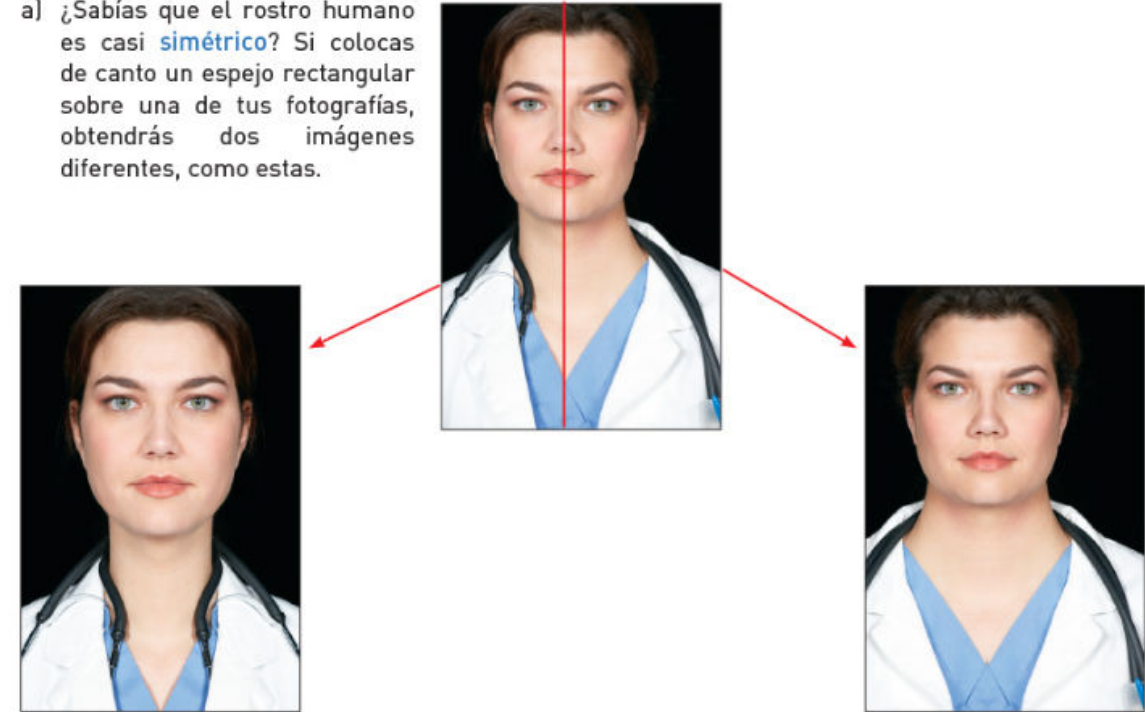 a) ¿Sabías que el rostro humano
es casi simétrico? Si colocas
de canto un espejo rectangular
sobre una de tus fotografías,
obtendrás dos imágenes
diferentes, como estas.